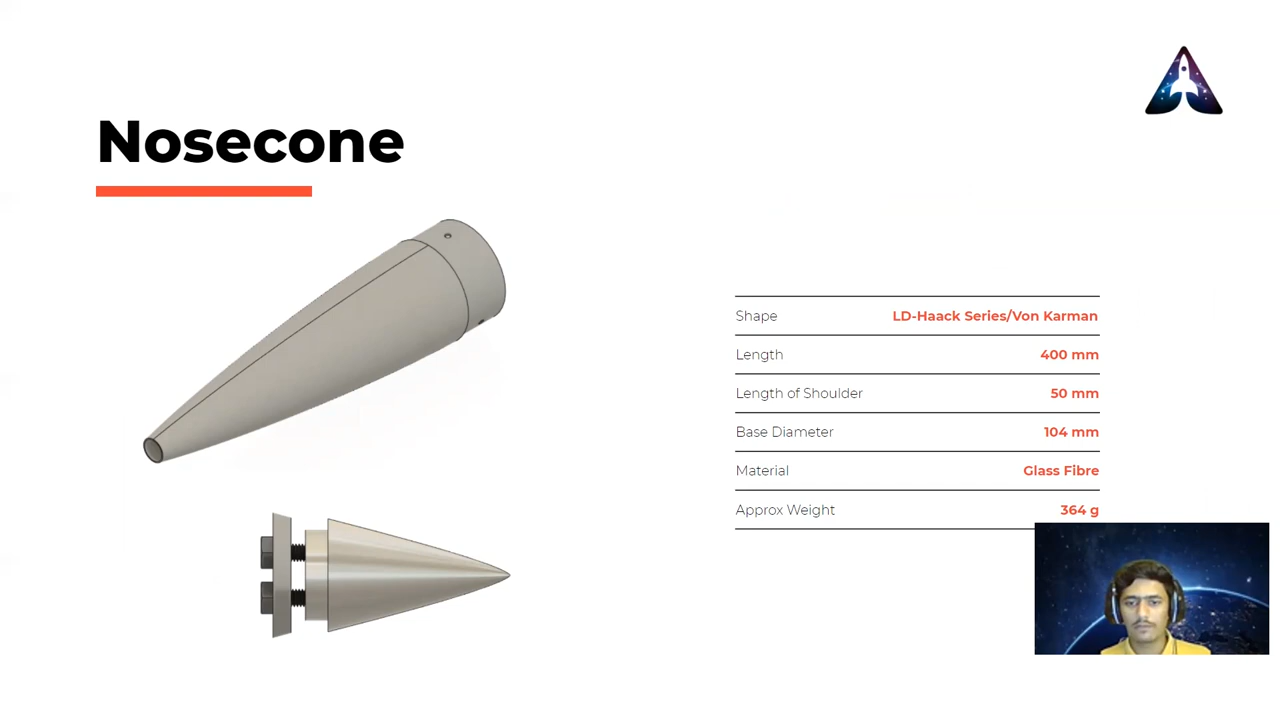 Nosecone
Shape LD-Haack Series/Von Karman
Length 400 mm
Length of Shoulder 50 mm
Base Diameter 104 mm
Material Glass Fibre
Approx Weight 364 g